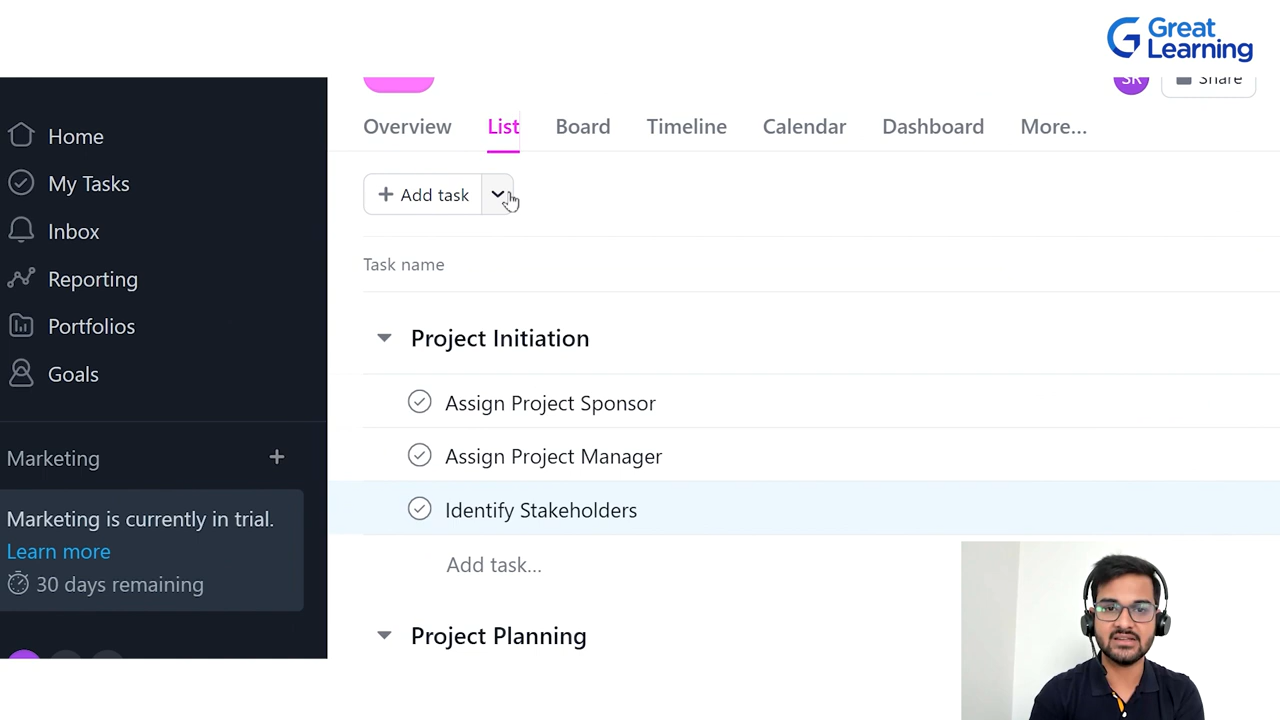 Great
Learning
SR
Share
Home
My Tasks
Inbox
Reporting
Portfolios
Goals
Marketing
Marketing is currently in trial.
Learn more
30 days remaining
Overview List Board Timeline Calendar Dashboard More...
Add task
Task name
Project Initiation
Assign Project Sponsor
Assign Project Manager
Identify Stakeholders
Add task...
Project Planning